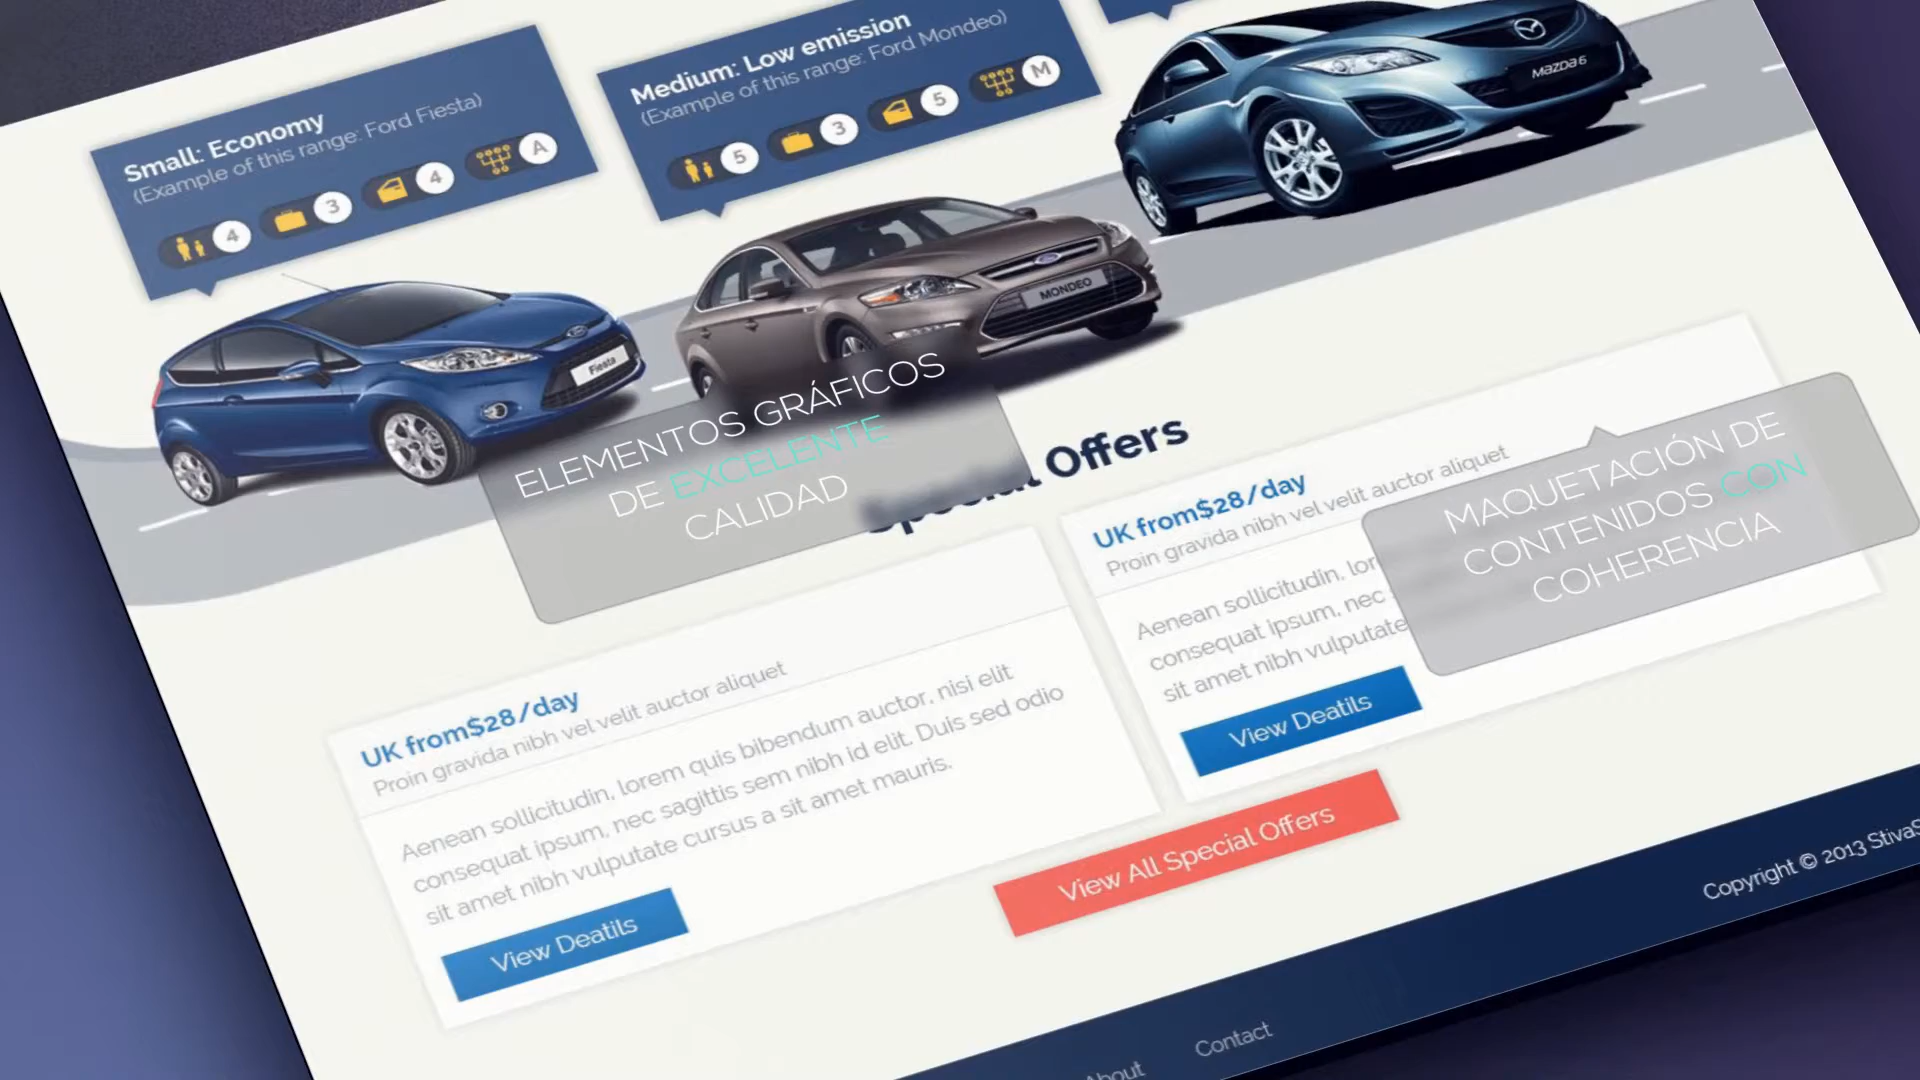 Small: Economy
(Example of this range: Ford Fiesta)
4
3
4
A
Medium: Low emission
(Example of this range: Ford Mondeo)
5
3
5
M
MAZDA6
MONDEO
Fiesta
ELEMENTOS GRÁFICOS
DE EXCELENTE
CALIDAD
Special Offers
MAQUETACIÓN DE
CONTENIDOS CON
COHERENCIA
UK from$28/day
Proin gravida nibh vel velit auctor aliquet
Aenean sollicitudin, lor
consequat ipsum, nec
sit amet nibh vulputate
View Deatils
UK from$28/day
Proin gravida nibh vel velit auctor aliquet
Aenean sollicitudin, lorem quis bibendum auctor, nisi elit
consequat ipsum, nec sagittis sem nibh id elit. Duis sed odio
sit amet nibh vulputate cursus a sit amet mauris.
View Deatils
View All Special Offers
Copyright © 2013 StivaS
About
Contact